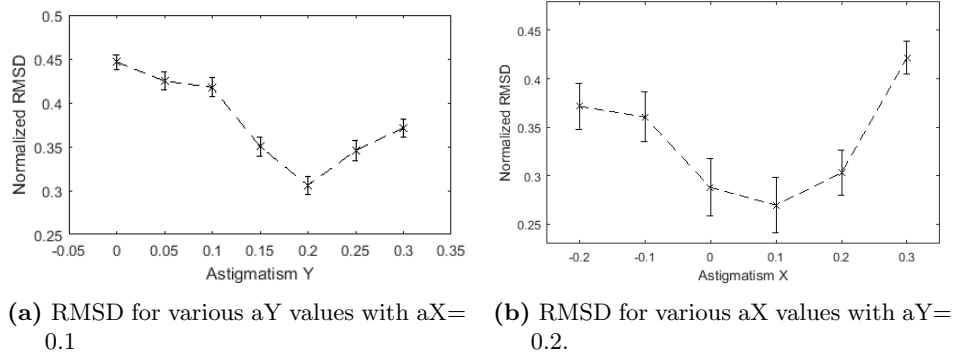 0.5
0.45
0.4
0.35
0.3
0.25
Normalized RMSD
-0.05 0 0.05 0.1 0.15 0.2 0.25 0.3 0.35
Astigmatism Y
0.45
0.4
0.35
0.3
0.25
Normalized RMSD
-0.2 -0.1 0 0.1 0.2 0.3
Astigmatism X
(a) RMSD for various aY values with aX=
0.1
(b) RMSD for various aX values with aY=
0.2.